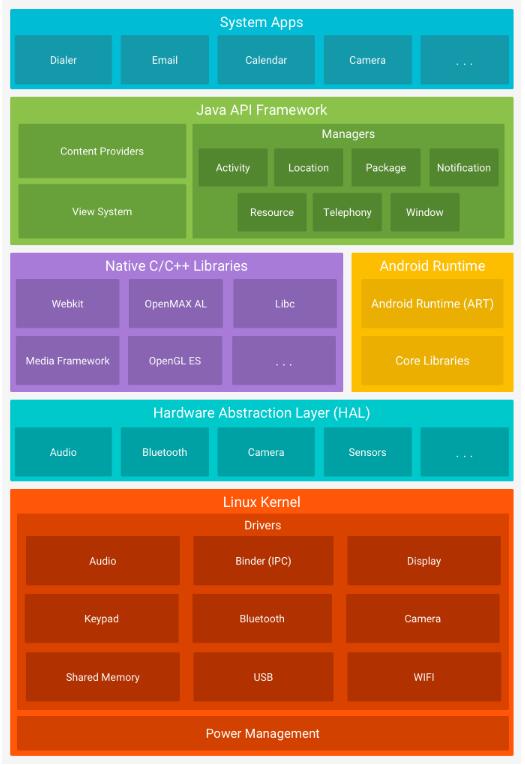 System Apps
Dialer
Email
Calendar
Camera
. . .
Java API Framework
Content Providers
View System
Managers
Activity
Location
Package
Notification
Resource
Telephony
Window
Native C/C++ Libraries
Webkit
OpenMAX AL
Libc
Media Framework
OpenGL ES
. . .
Android Runtime
Android Runtime (ART)
Core Libraries
Hardware Abstraction Layer (HAL)
Audio
Bluetooth
Camera
Sensors
. . .
Linux Kernel
Drivers
Audio
Binder (IPC)
Display
Keypad
Bluetooth
Camera
Shared Memory
USB
WIFI
Power Management